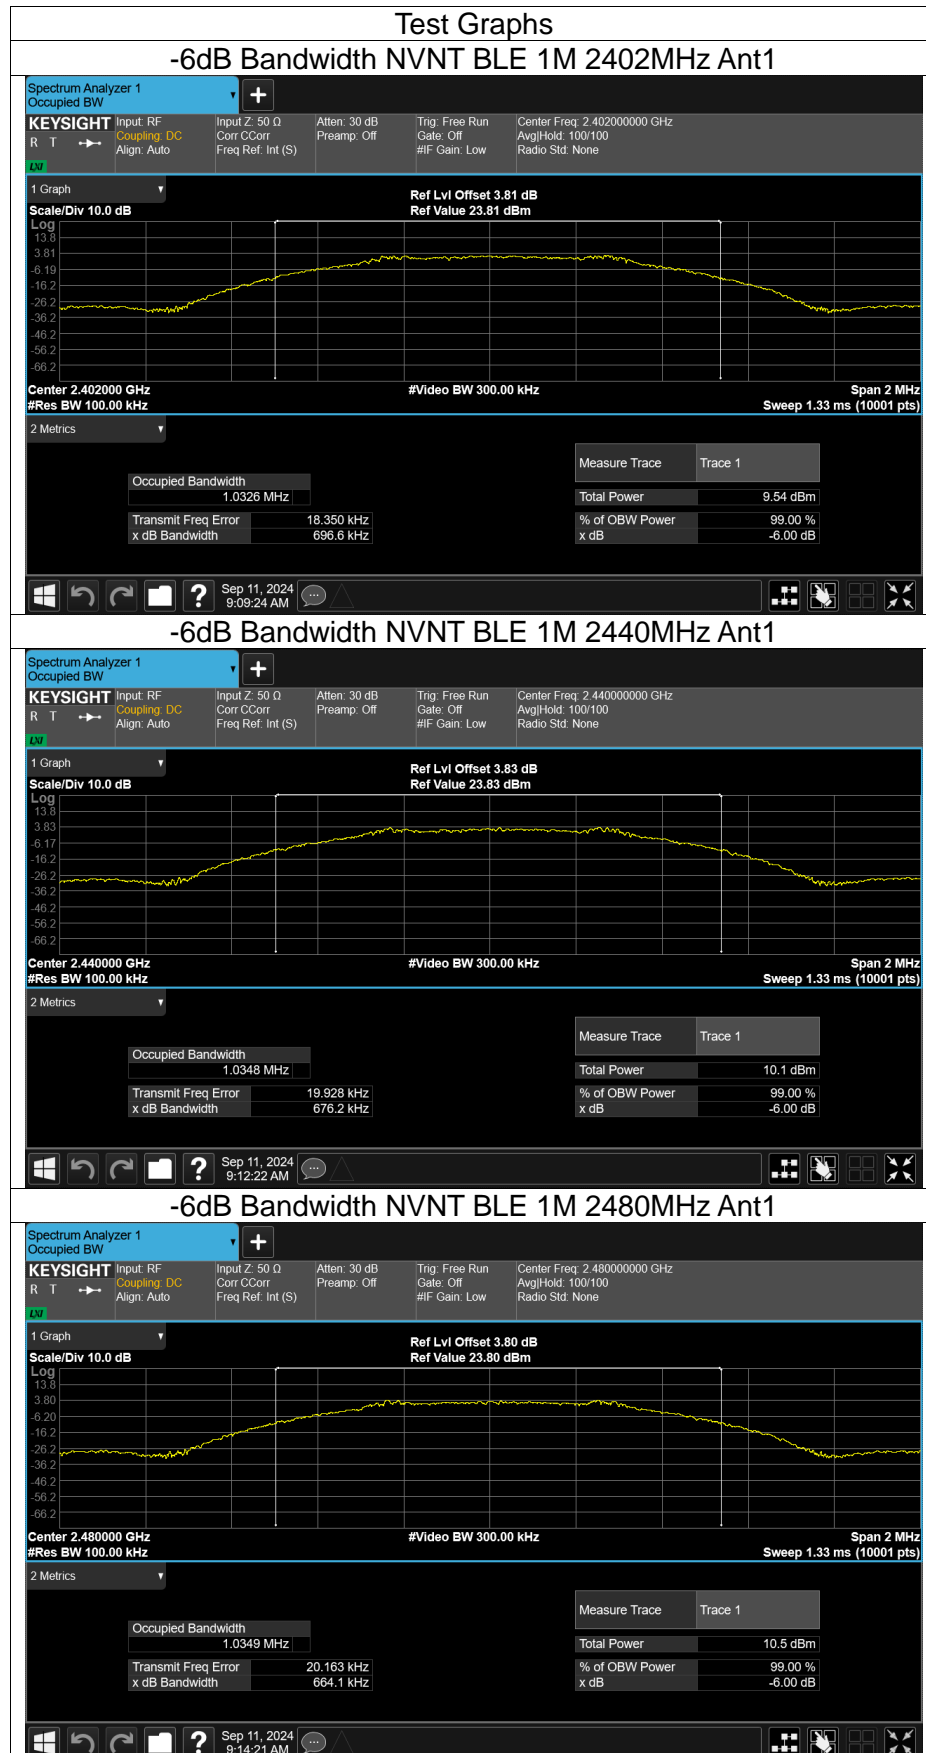 Test Graphs
-6dB Bandwidth NVNT BLE 1M 2402MHz Ant1
Spectrum Analyzer 1
Occupied BW
KEYSIGHT Input: RF Input Z: 50 Ω Atten: 30 dB Trig: Free Run Center Freq: 2.402000000 GHz
R T Coupling: DC Corr CCorr Preamp: Off Gate: Off Avg|Hold: 100/100
Align: Auto Freq Ref: Int (S) #IF Gain: Low Radio Std: None
LXI
1 Graph Ref Lvl Offset 3.81 dB
Scale/Div 10.0 dB Ref Value 23.81 dBm
Log
13.8
3.81
-6.19
-16.2
-26.2
-36.2
-46.2
-56.2
-66.2
Center 2.402000 GHz #Video BW 300.00 kHz Span 2 MHz
#Res BW 100.00 kHz Sweep 1.33 ms (10001 pts)
2 Metrics
Measure Trace Trace 1
Occupied Bandwidth
1.0326 MHz Total Power 9.54 dBm
Transmit Freq Error 18.350 kHz % of OBW Power 99.00 %
x dB Bandwidth 696.6 kHz x dB -6.00 dB
? Sep 11, 2024
9:09:24 AM
-6dB Bandwidth NVNT BLE 1M 2440MHz Ant1
Spectrum Analyzer 1
Occupied BW
KEYSIGHT Input: RF Input Z: 50 Ω Atten: 30 dB Trig: Free Run Center Freq: 2.440000000 GHz
R T Coupling: DC Corr CCorr Preamp: Off Gate: Off Avg|Hold: 100/100
Align: Auto Freq Ref: Int (S) #IF Gain: Low Radio Std: None
LXI
1 Graph Ref Lvl Offset 3.83 dB
Scale/Div 10.0 dB Ref Value 23.83 dBm
Log
13.8
3.83
-6.17
-16.2
-26.2
-36.2
-46.2
-56.2
-66.2
Center 2.440000 GHz #Video BW 300.00 kHz Span 2 MHz
#Res BW 100.00 kHz Sweep 1.33 ms (10001 pts)
2 Metrics
Measure Trace Trace 1
Occupied Bandwidth
1.0348 MHz Total Power 10.1 dBm
Transmit Freq Error 19.928 kHz % of OBW Power 99.00 %
x dB Bandwidth 676.2 kHz x dB -6.00 dB
? Sep 11, 2024
9:12:22 AM
-6dB Bandwidth NVNT BLE 1M 2480MHz Ant1
Spectrum Analyzer 1
Occupied BW
KEYSIGHT Input: RF Input Z: 50 Ω Atten: 30 dB Trig: Free Run Center Freq: 2.480000000 GHz
R T Coupling: DC Corr CCorr Preamp: Off Gate: Off Avg|Hold: 100/100
Align: Auto Freq Ref: Int (S) #IF Gain: Low Radio Std: None
LXI
1 Graph Ref Lvl Offset 3.80 dB
Scale/Div 10.0 dB Ref Value 23.80 dBm
Log
13.8
3.80
-6.20
-16.2
-26.2
-36.2
-46.2
-56.2
-66.2
Center 2.480000 GHz #Video BW 300.00 kHz Span 2 MHz
#Res BW 100.00 kHz Sweep 1.33 ms (10001 pts)
2 Metrics
Measure Trace Trace 1
Occupied Bandwidth
1.0349 MHz Total Power 10.5 dBm
Transmit Freq Error 20.163 kHz % of OBW Power 99.00 %
x dB Bandwidth 664.1 kHz x dB -6.00 dB
? Sep 11, 2024
9:14:21 AM